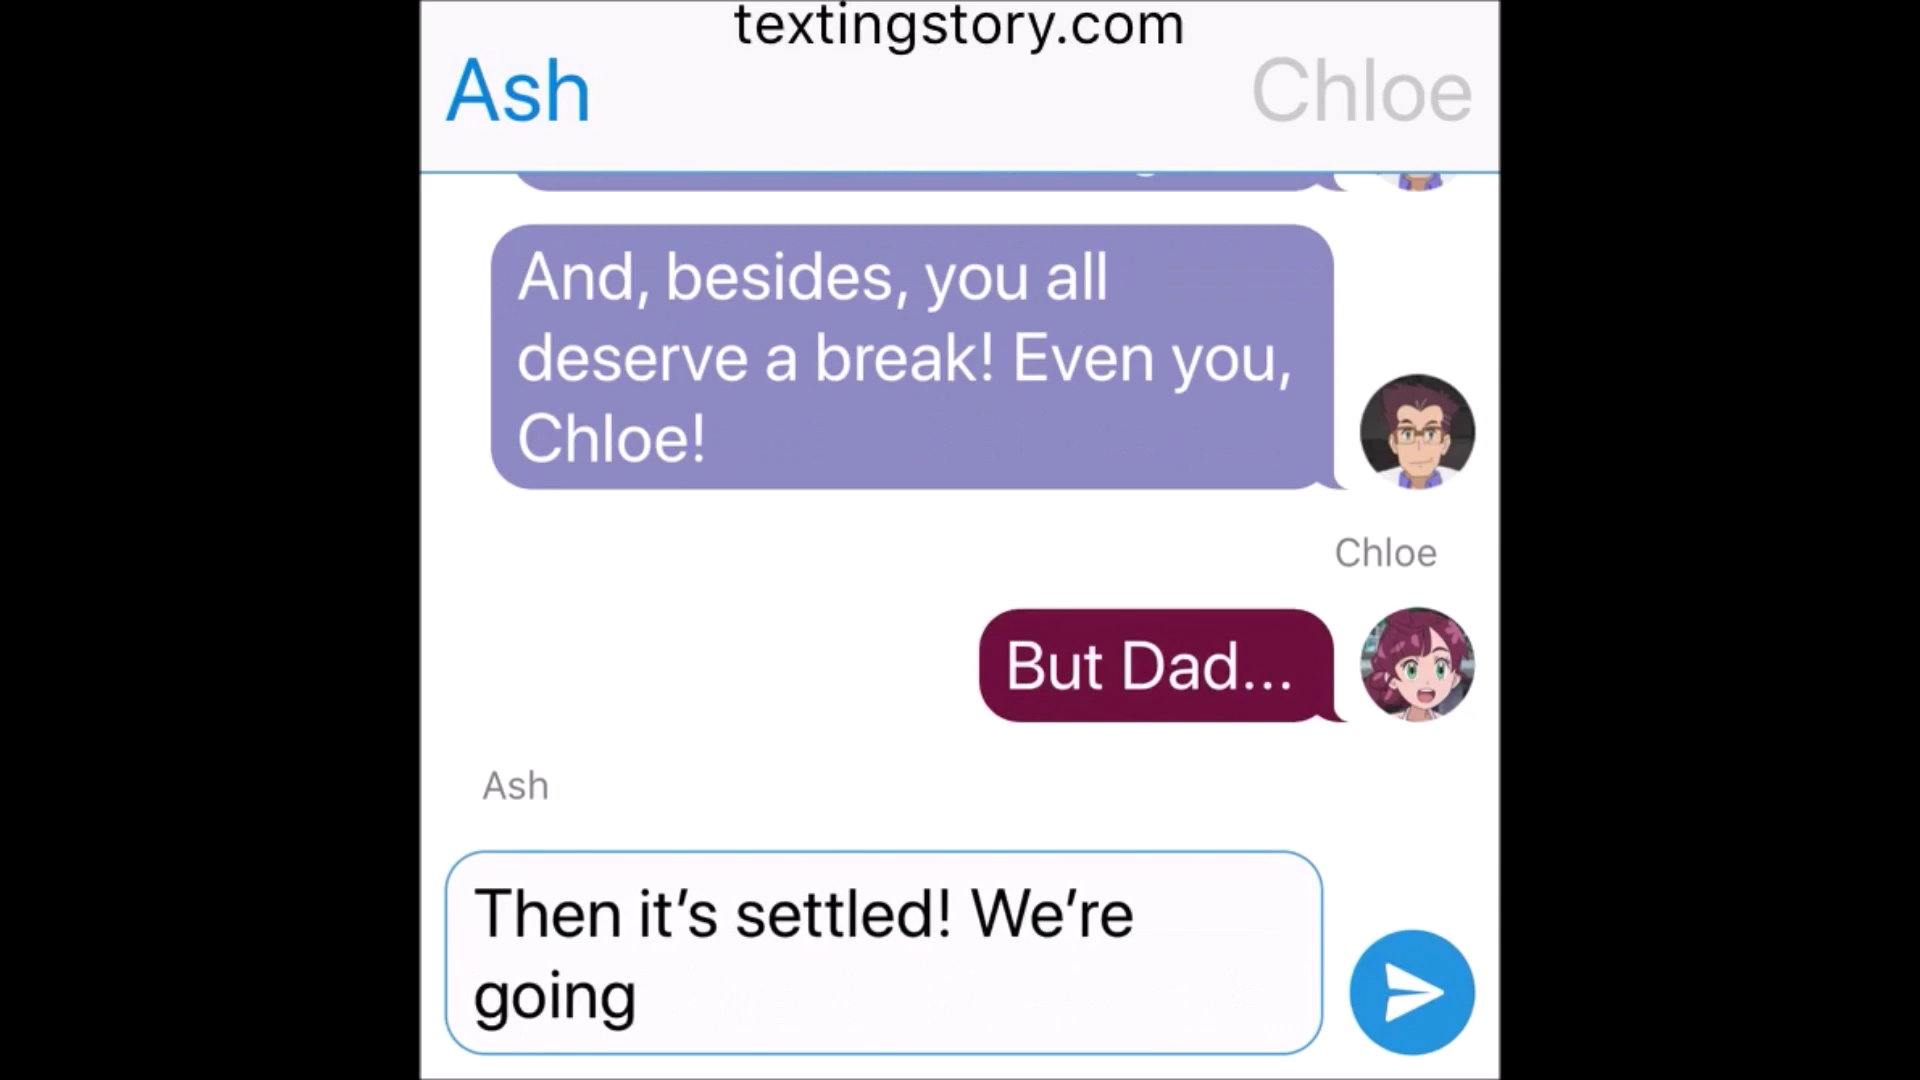 textingstory.com
Ash
Chloe
And, besides, you all
deserve a break! Even you,
Chloe!
Chloe
But Dad...
Ash
Then it’s settled! We’re
going